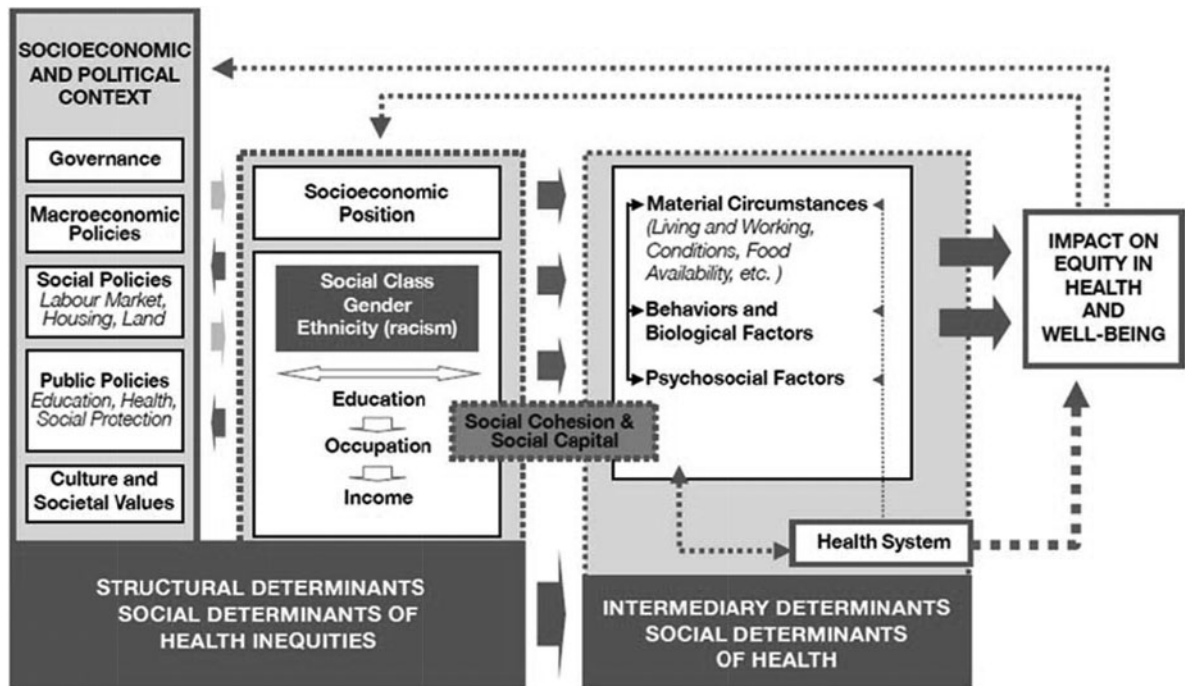 SOCIOECONOMIC
AND POLITICAL
CONTEXT
Governance
Macroeconomic
Policies
Social Policies
Labour Market,
Housing, Land
Public Policies
Education, Health,
Social Protection
Culture and
Societal Values
Socioeconomic
Position
Social Class
Gender
Ethnicity (racism)
Education
Occupation
Income
Social Cohesion &
Social Capital
Material Circumstances
(Living and Working,
Conditions, Food
Availability, etc. )
Behaviors and
Biological Factors
Psychosocial Factors
Health System
IMPACT ON
EQUITY IN
HEALTH
AND
WELL-BEING
STRUCTURAL DETERMINANTS
SOCIAL DETERMINANTS OF
HEALTH INEQUITIES
INTERMEDIARY DETERMINANTS
SOCIAL DETERMINANTS
OF HEALTH